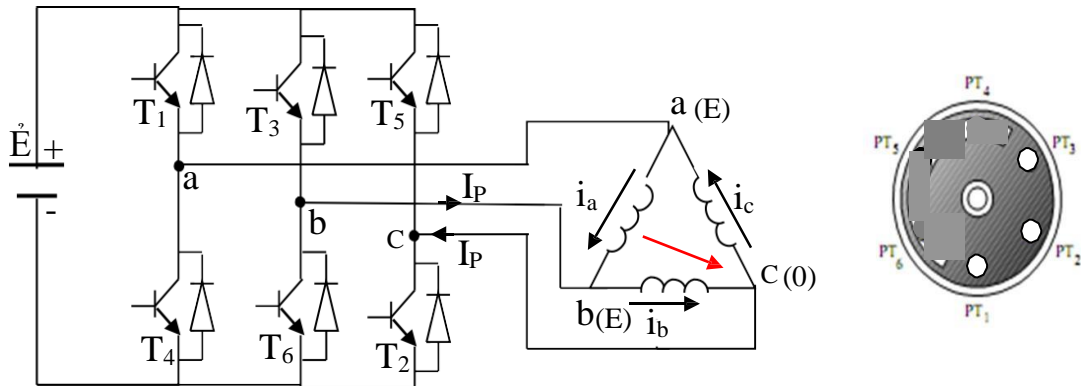 T1
T3
T5
Ẻ +
-
a
b
C
IP
IP
T4
T6
T2
a (E)
ia
ic
ib
b(E)
C (0)
PT4
PT5
PT3
PT6
PT2
PT1